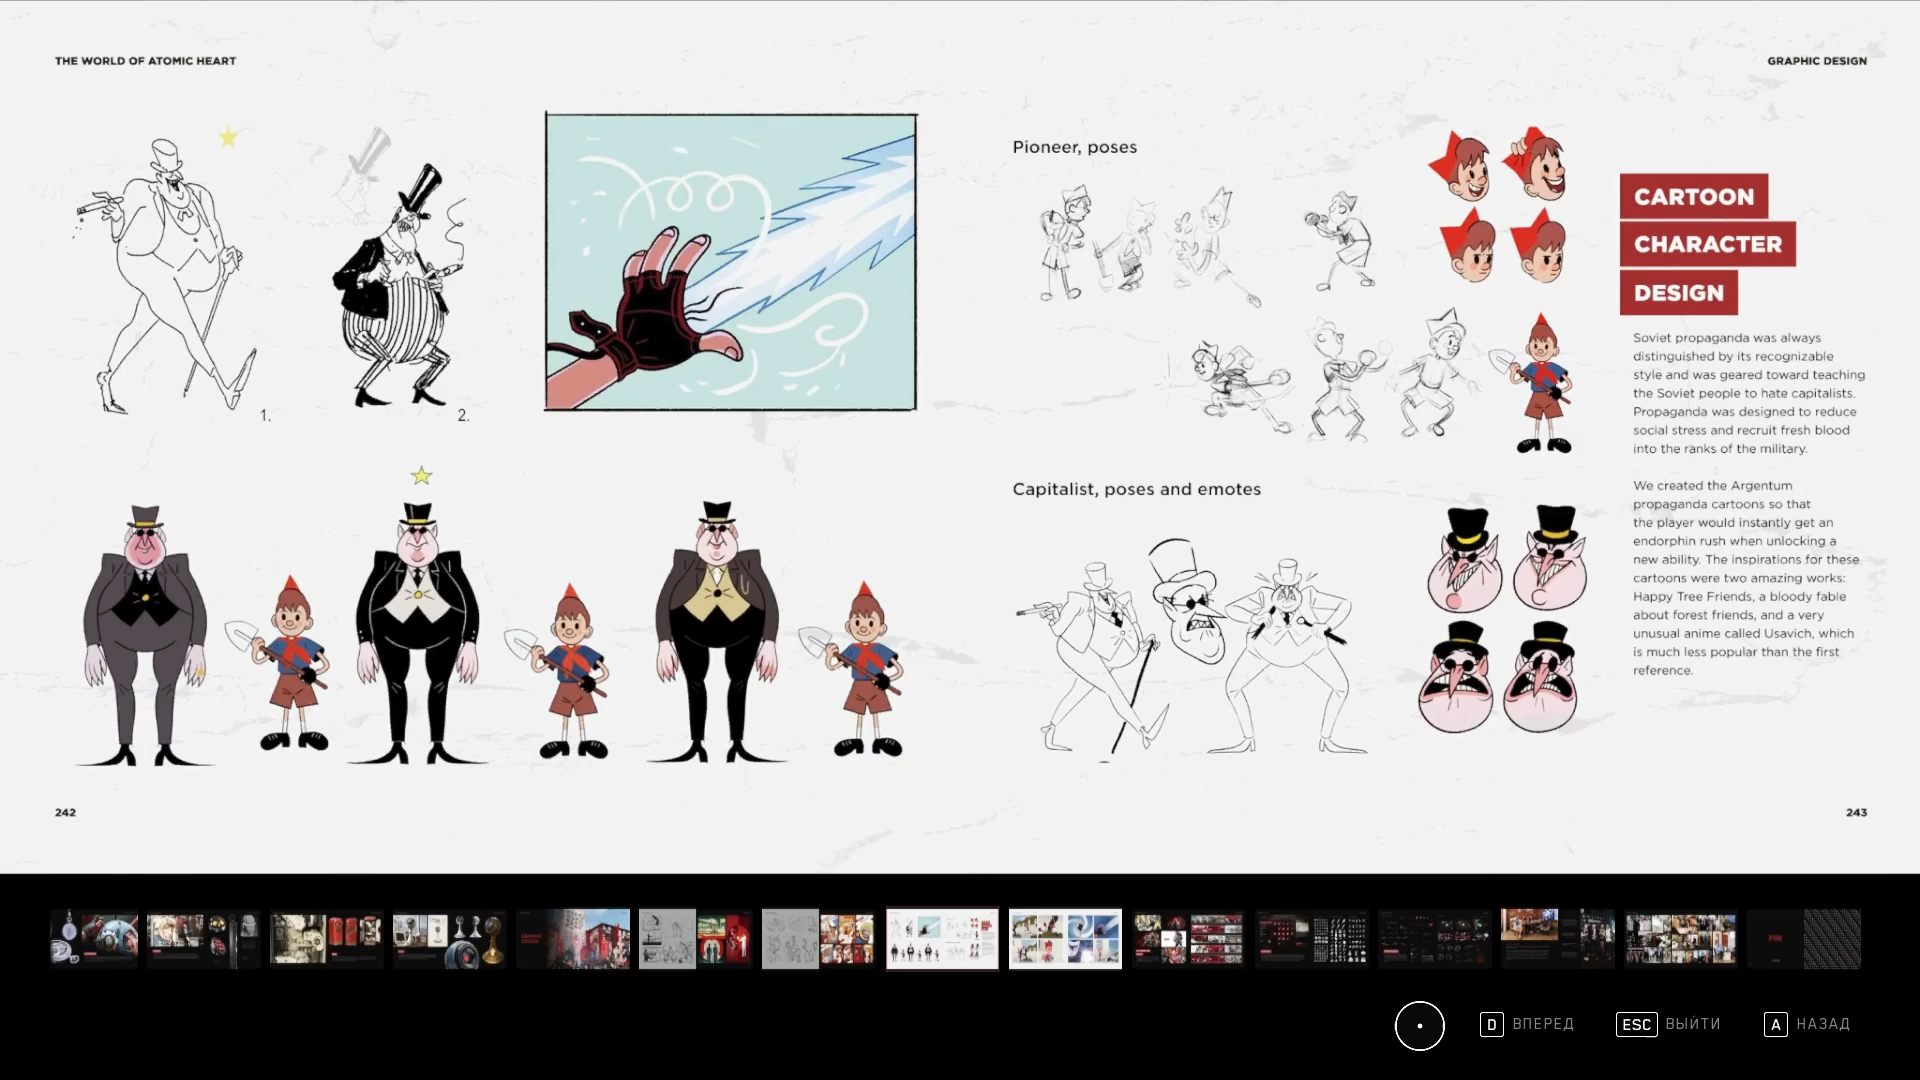 THE WORLD OF ATOMIC HEART
GRAPHIC DESIGN
1.
2.
Pioneer, poses
Capitalist, poses and emotes
CARTOON
CHARACTER
DESIGN
Soviet propaganda was always
distinguished by its recognizable
style and was geared toward teaching
the Soviet people to hate capitalists.
Propaganda was designed to reduce
social stress and recruit fresh blood
into the ranks of the military.
We created the Argentum
propaganda cartoons so that
the player would instantly get an
endorphin rush when unlocking a
new ability. The inspirations for these
cartoons were two amazing works:
Happy Tree Friends, a bloody fable
about forest friends, and a very
unusual anime called Usavich, which
is much less popular than the first
reference.
242
243
FIN
D ВПЕРЕД
ESC ВЫЙТИ
A НАЗАД